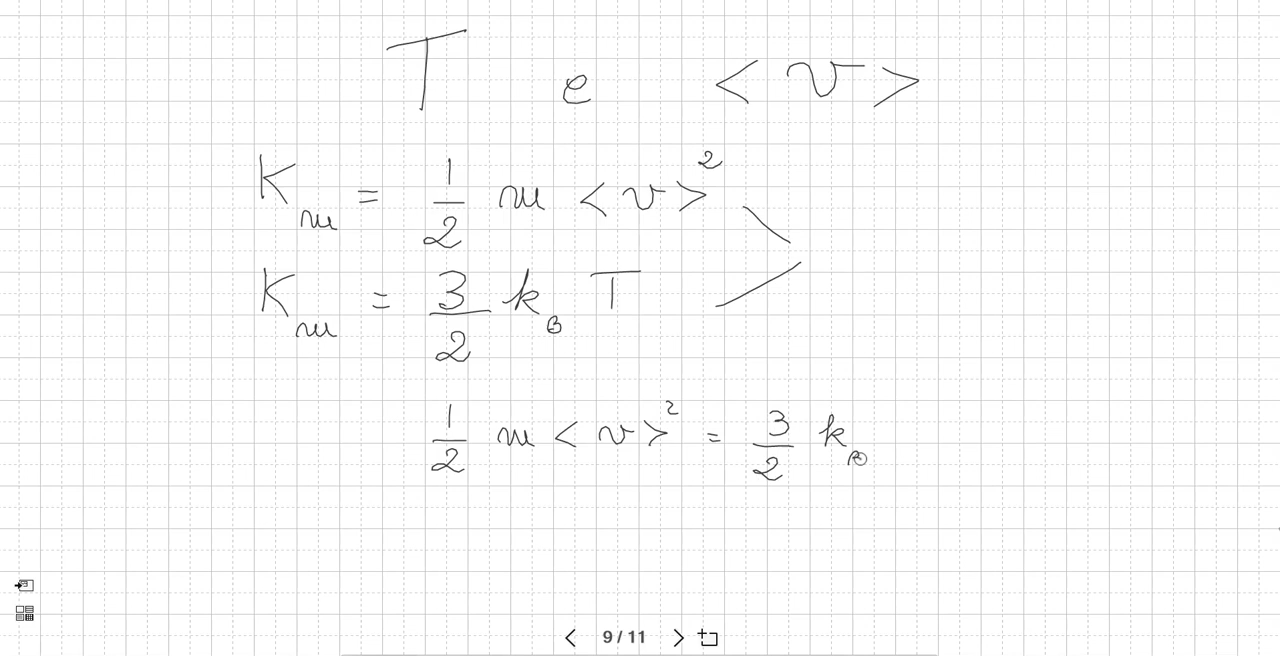 T e <v>
K_m = 1/2 m <v>²
K_m = 3/2 k_B T
1/2 m <v>² = 3/2 k_B
9 / 11